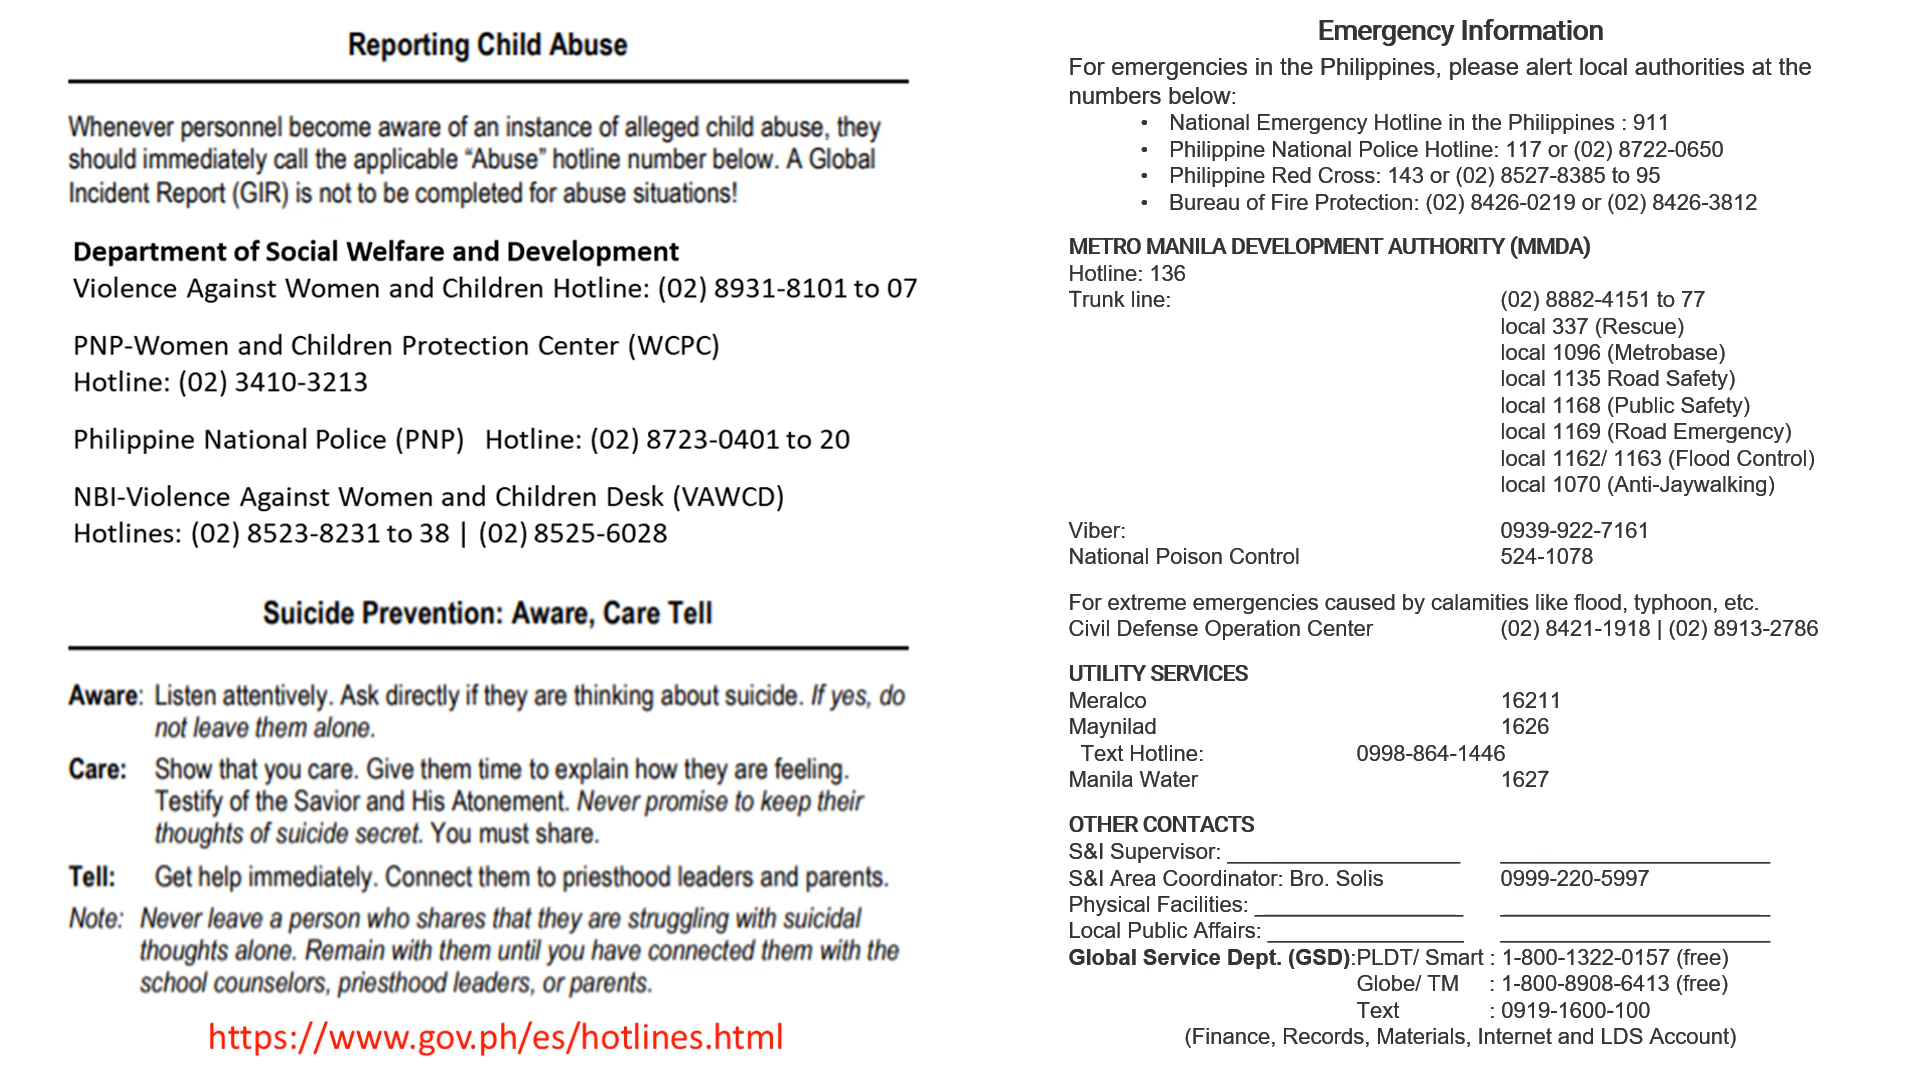 Reporting Child Abuse
Whenever personnel become aware of an instance of alleged child abuse, they
should immediately call the applicable “Abuse” hotline number below. A Global
Incident Report (GIR) is not to be completed for abuse situations!
Department of Social Welfare and Development
Violence Against Women and Children Hotline: (02) 8931-8101 to 07
PNP-Women and Children Protection Center (WCPC)
Hotline: (02) 3410-3213
Philippine National Police (PNP) Hotline: (02) 8723-0401 to 20
NBI-Violence Against Women and Children Desk (VAWCD)
Hotlines: (02) 8523-8231 to 38 | (02) 8525-6028
Suicide Prevention: Aware, Care Tell
Aware: Listen attentively. Ask directly if they are thinking about suicide. If yes, do
not leave them alone.
Care: Show that you care. Give them time to explain how they are feeling.
Testify of the Savior and His Atonement. Never promise to keep their
thoughts of suicide secret. You must share.
Tell: Get help immediately. Connect them to priesthood leaders and parents.
Note: Never leave a person who shares that they are struggling with suicidal
thoughts alone. Remain with them until you have connected them with the
school counselors, priesthood leaders, or parents.
https://www.gov.ph/es/hotlines.html
Emergency Information
For emergencies in the Philippines, please alert local authorities at the
numbers below:
• National Emergency Hotline in the Philippines : 911
• Philippine National Police Hotline: 117 or (02) 8722-0650
• Philippine Red Cross: 143 or (02) 8527-8385 to 95
• Bureau of Fire Protection: (02) 8426-0219 or (02) 8426-3812
METRO MANILA DEVELOPMENT AUTHORITY (MMDA)
Hotline: 136
Trunk line: (02) 8882-4151 to 77
local 337 (Rescue)
local 1096 (Metrobase)
local 1135 Road Safety)
local 1168 (Public Safety)
local 1169 (Road Emergency)
local 1162/ 1163 (Flood Control)
local 1070 (Anti-Jaywalking)
Viber: 0939-922-7161
National Poison Control 524-1078
For extreme emergencies caused by calamities like flood, typhoon, etc.
Civil Defense Operation Center (02) 8421-1918 | (02) 8913-2786
UTILITY SERVICES
Meralco 16211
Maynilad 1626
Text Hotline: 0998-864-1446
Manila Water 1627
OTHER CONTACTS
S&I Supervisor: ___________________ ______________________
S&I Area Coordinator: Bro. Solis 0999-220-5997
Physical Facilities: _________________ ______________________
Local Public Affairs: ________________ ______________________
Global Service Dept. (GSD):PLDT/ Smart : 1-800-1322-0157 (free)
Globe/ TM : 1-800-8908-6413 (free)
Text : 0919-1600-100
(Finance, Records, Materials, Internet and LDS Account)